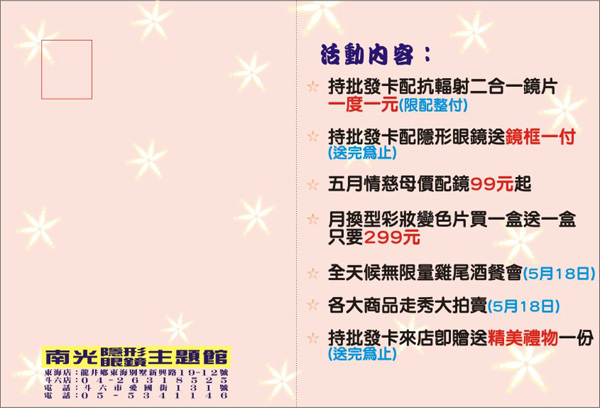 活動內容：
持批發卡配抗輻射二合一鏡片
一度一元(限配整付)
持批發卡配隱形眼鏡送鏡框一付
(送完為止)
五月情慈母價配鏡99元起
月換型彩妝變色片買一盒送一盒
只要299元
全天候無限量雞尾酒餐會(5月18日)
各大商品走秀大拍賣(5月18日)
持批發卡來店即贈送精美禮物一份
(送完為止)
南光隱形眼鏡主題館
東海店：龍井鄉東海別墅新興路19-12號
斗六店：04-26318525
電話：斗六市愛國街131號
電話：05-5341146